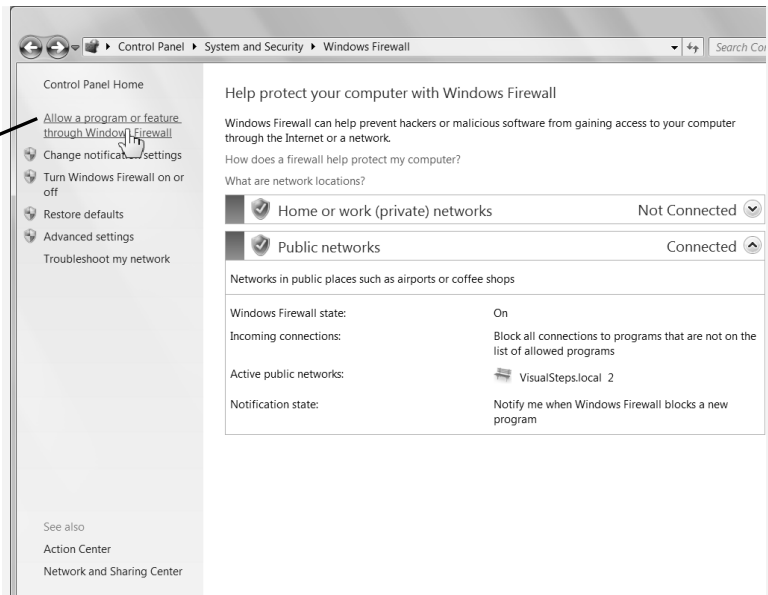 Control Panel ▸ System and Security ▸ Windows Firewall
Search Con
Control Panel Home
Allow a program or feature
through Windows Firewall
Change notification settings
Turn Windows Firewall on or
off
Restore defaults
Advanced settings
Troubleshoot my network
See also
Action Center
Network and Sharing Center
Help protect your computer with Windows Firewall
Windows Firewall can help prevent hackers or malicious software from gaining access to your computer
through the Internet or a network.
How does a firewall help protect my computer?
What are network locations?
Home or work (private) networks Not Connected
Public networks Connected
Networks in public places such as airports or coffee shops
Windows Firewall state: On
Incoming connections: Block all connections to programs that are not on the
list of allowed programs
Active public networks: VisualSteps.local 2
Notification state: Notify me when Windows Firewall blocks a new
program